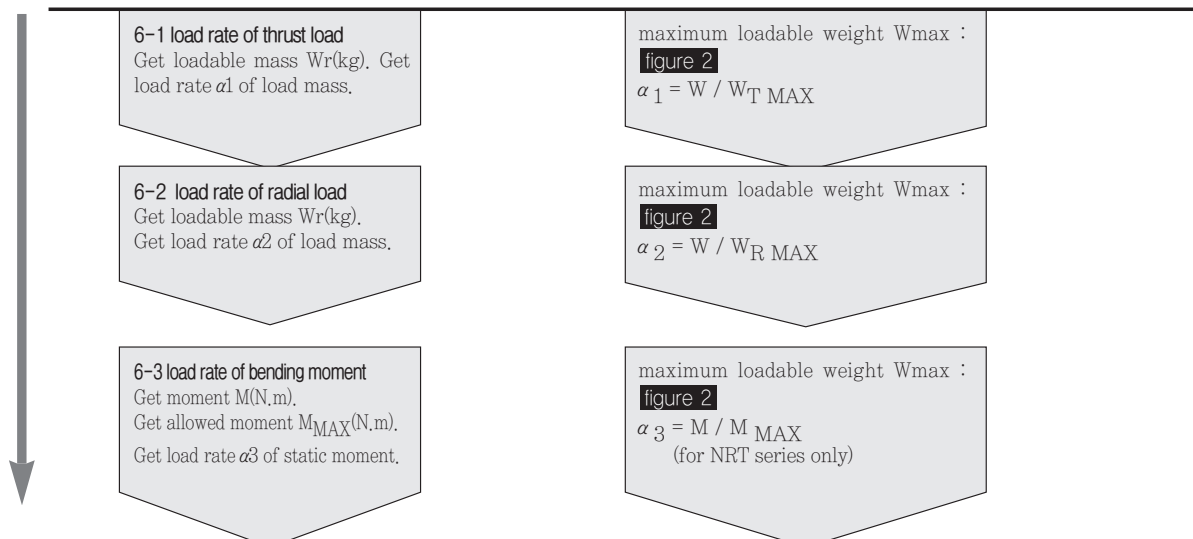 6-1 load rate of thrust load
Get loadable mass Wr(kg). Get
load rate α1 of load mass.
maximum loadable weight Wmax :
figure 2
α 1 = W / WT MAX
6-2 load rate of radial load
Get loadable mass Wr(kg).
Get load rate α2 of load mass.
maximum loadable weight Wmax :
figure 2
α 2 = W / WR MAX
6-3 load rate of bending moment
Get moment M(N.m).
Get allowed moment MMAX(N.m).
Get load rate α3 of static moment.
maximum loadable weight Wmax :
figure 2
α 3 = M / M MAX
(for NRT series only)